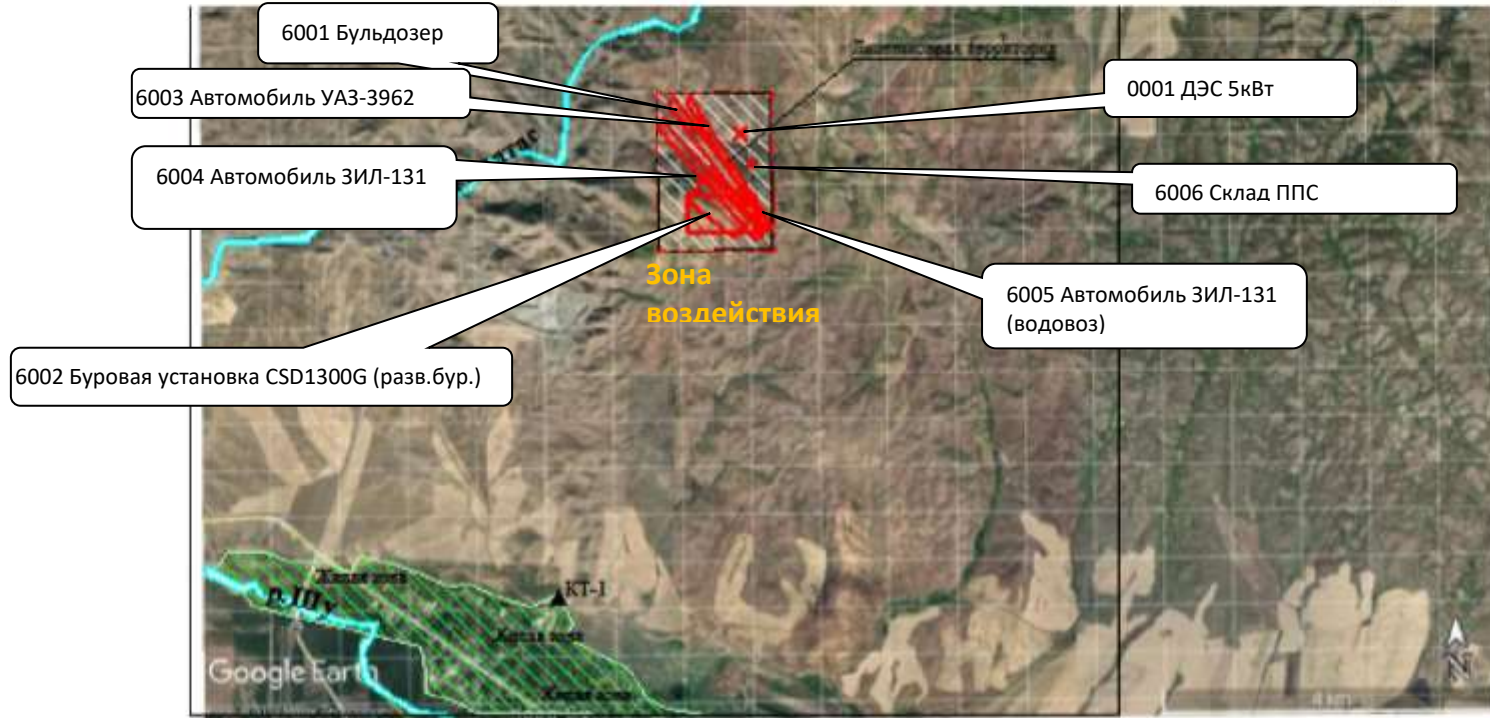 6001 Бульдозер
6003 Автомобиль УАЗ-3962
0001 ДЭС 5кВт
6004 Автомобиль ЗИЛ-131
6006 Склад ППС
Зона
воздействия
6005 Автомобиль ЗИЛ-131
(водовоз)
6002 Буровая установка CSD1300G (разв.бур.)
Жилая зона
р.Шу
КТ-1
Жилая зона
Google Earth
Жилая зона